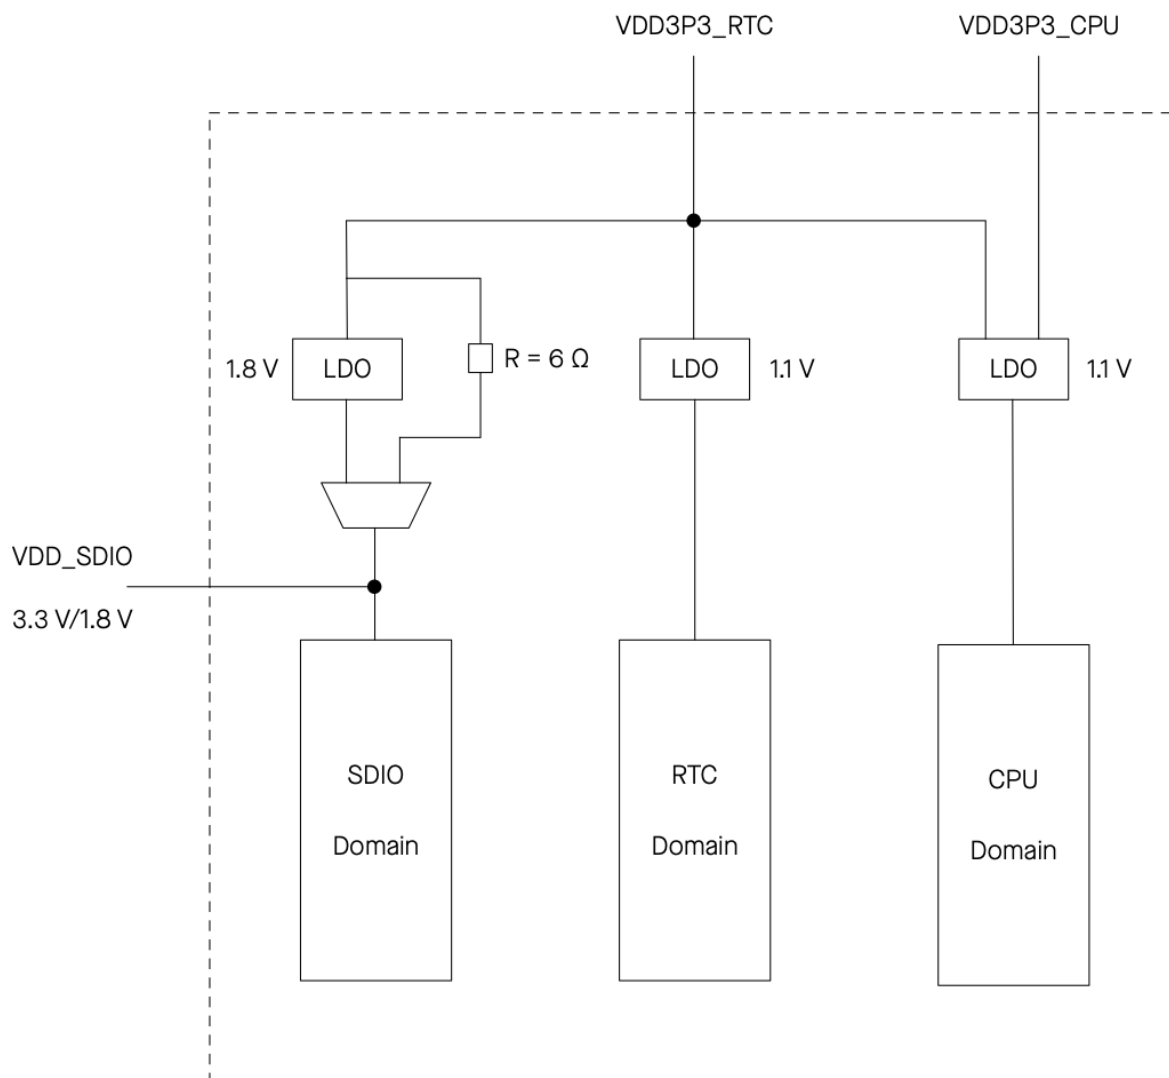 VDD3P3_RTC
VDD3P3_CPU
1.8 V
LDO
R = 6 Ω
LDO
1.1 V
LDO
1.1 V
VDD_SDIO
3.3 V/1.8 V
SDIO
Domain
RTC
Domain
CPU
Domain